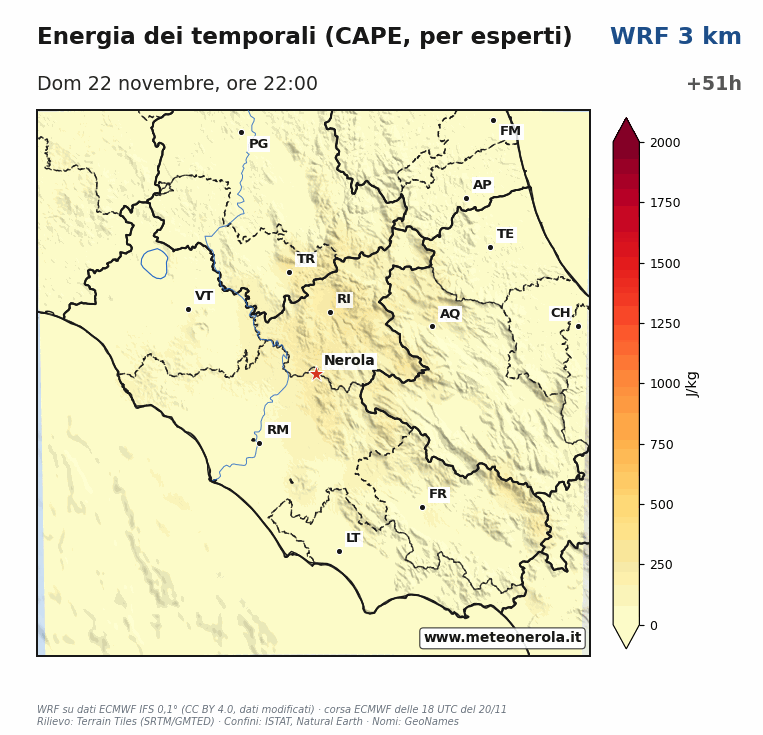 Energia dei temporali (CAPE, per esperti) WRF 3 km
Dom 22 novembre, ore 22:00 +51h
FM
PG
AP
TE
TR
VT
RI
AQ
CH
Nerola
RM
FR
LT
www.meteonerola.it
2000
1750
1500
1250
1000
750
500
250
0
J/kg
WRF su dati ECMWF IFS 0,1° (CC BY 4.0, dati modificati) · corsa ECMWF delle 18 UTC del 20/11
Rilievo: Terrain Tiles (SRTM/GMTED) · Confini: ISTAT, Natural Earth · Nomi: GeoNames